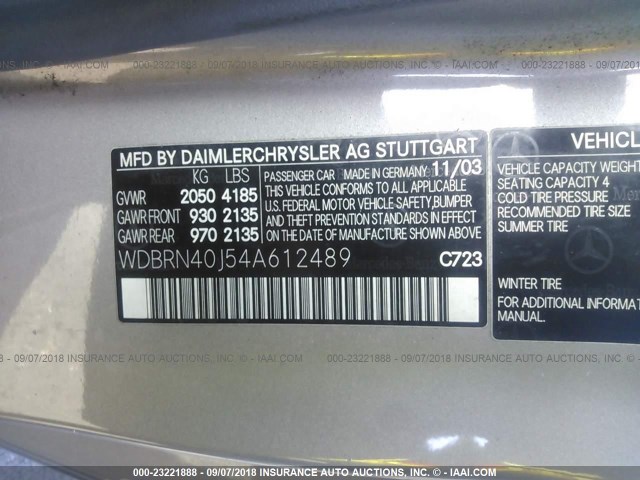 000-23221888 - 09/07/2018 INSURANCE AUTO AUCTIONS, INC. - IAAI.COM
MFD BY DAIMLERCHRYSLER AG STUTTGART
KG LBS
GVWR 2050 4185
GAWR FRONT 930 2135
GAWR REAR 970 2135
PASSENGER CAR MADE IN GERMANY 11/03
THIS VEHICLE CONFORMS TO ALL APPLICABLE
U.S. FEDERAL MOTOR VEHICLE SAFETY, BUMPER
AND THEFT PREVENTION STANDARDS IN EFFECT
ON THE DATE OF MANUFACTURE SHOWN ABOVE.
WDBRN40J54A612489 C723
VEHICL
VEHICLE CAPACITY WEIGHT
SEATING CAPACITY 4
COLD TIRE PRESSURE
RECOMMENDED TIRE SIZE
SUMMER TIRE
WINTER TIRE
FOR ADDITIONAL INFORMA
MANUAL.
000-23221888 - 09/07/2018 INSURANCE AUTO AUCTIONS, INC. - IAAI.COM
000-23221888 - 09/07/2018 INSURANCE AUTO AUCTIONS, INC. - IAAI.COM